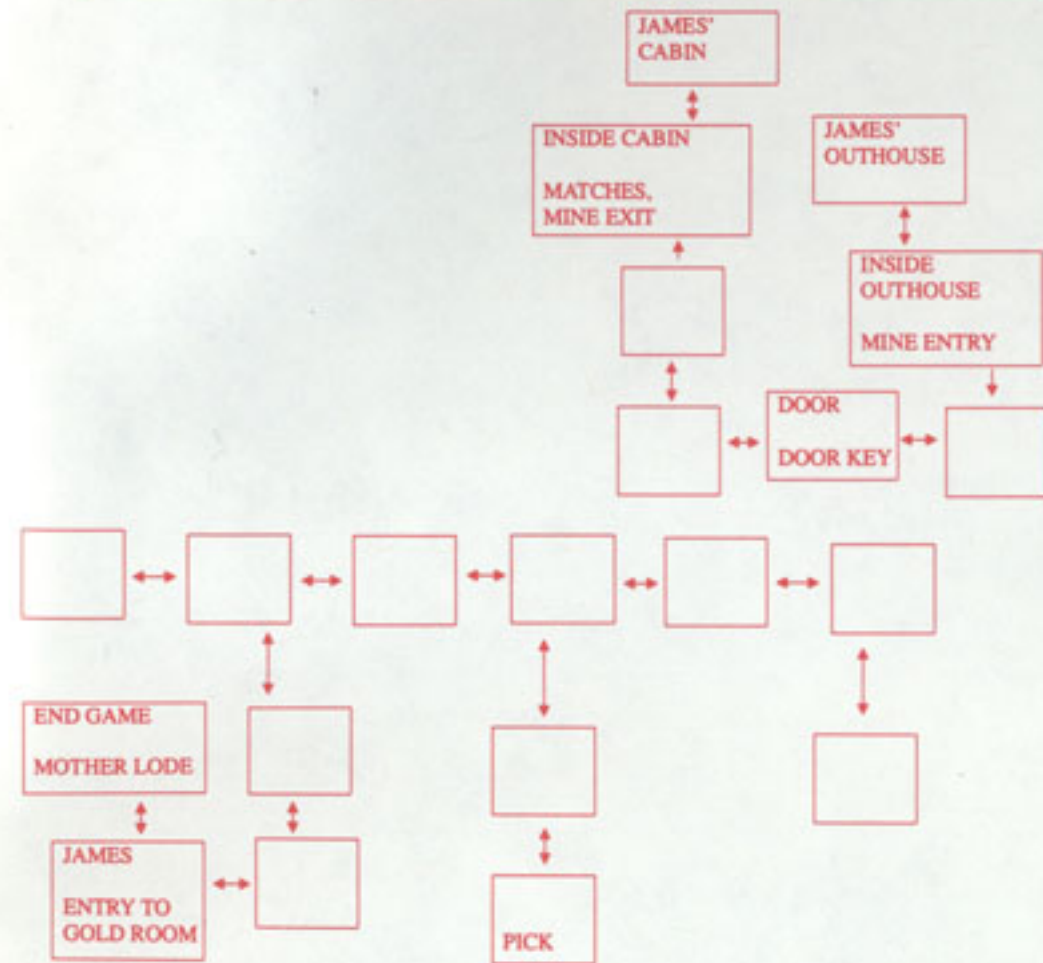 JAMES'
CABIN
INSIDE CABIN
MATCHES,
MINE EXIT
JAMES'
OUTHOUSE
INSIDE
OUTHOUSE
MINE ENTRY
DOOR
DOOR KEY
END GAME
MOTHER LODE
JAMES
ENTRY TO
GOLD ROOM
PICK